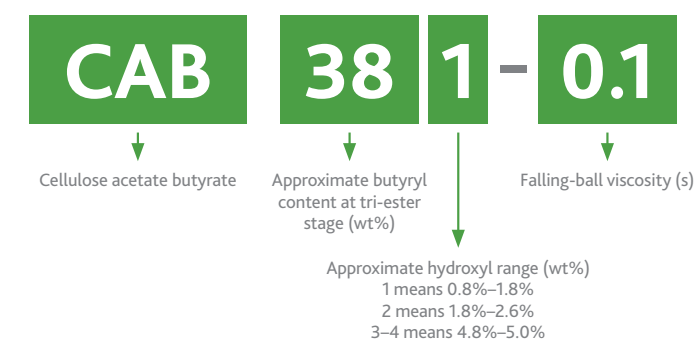 CAB 38 1 – 0.1
Cellulose acetate butyrate
Approximate butyryl
content at tri-ester
stage (wt%)
Falling-ball viscosity (s)
Approximate hydroxyl range (wt%)
1 means 0.8%–1.8%
2 means 1.8%–2.6%
3–4 means 4.8%–5.0%